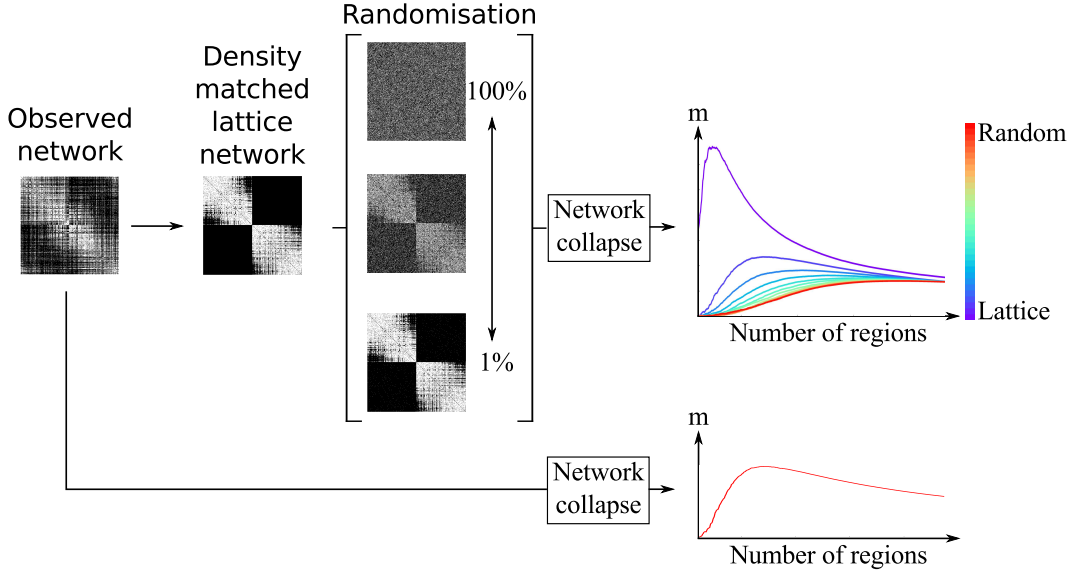 Randomisation
Density
matched
lattice
network
Observed
network
100%
1%
Network
collapse
m
Number of regions
Random
Lattice
Network
collapse
m
Number of regions